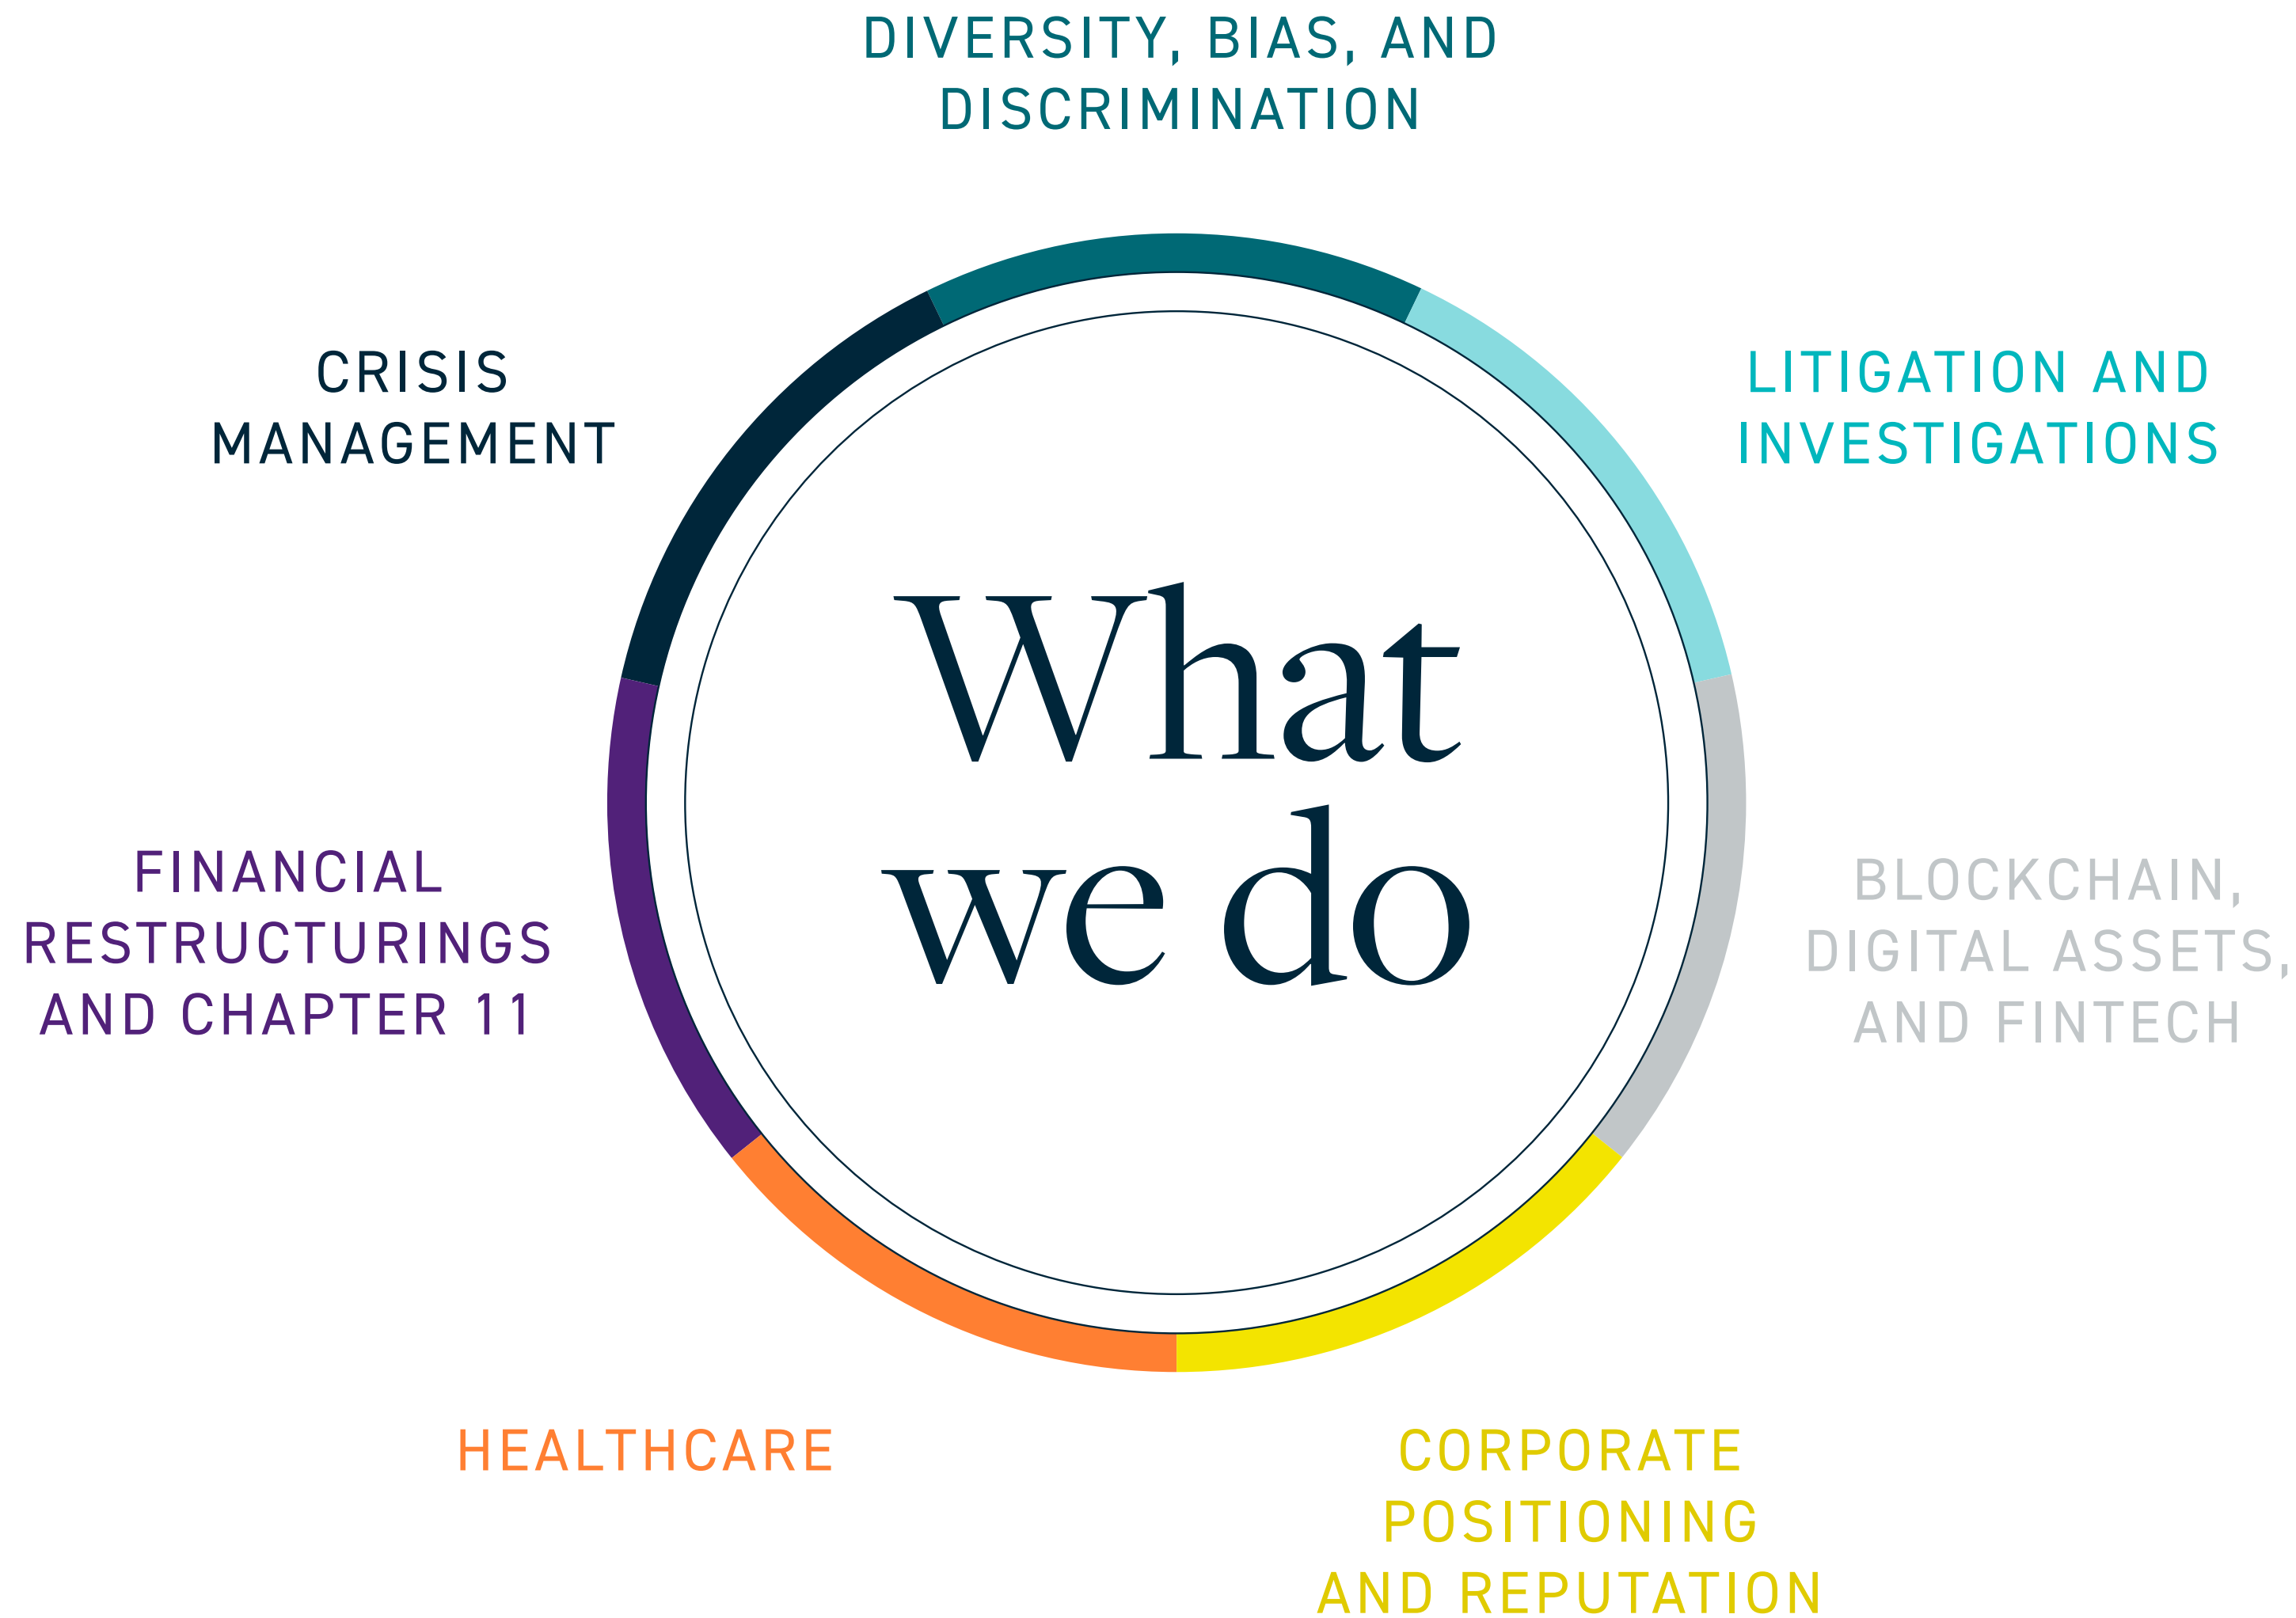 DIVERSITY, BIAS, AND
DISCRIMINATION
CRISIS
MANAGEMENT
LITIGATION AND
INVESTIGATIONS
What
we do
FINANCIAL
RESTRUCTURINGS
AND CHAPTER 11
BLOCKCHAIN,
DIGITAL ASSETS,
AND FINTECH
HEALTHCARE
CORPORATE
POSITIONING
AND REPUTATION